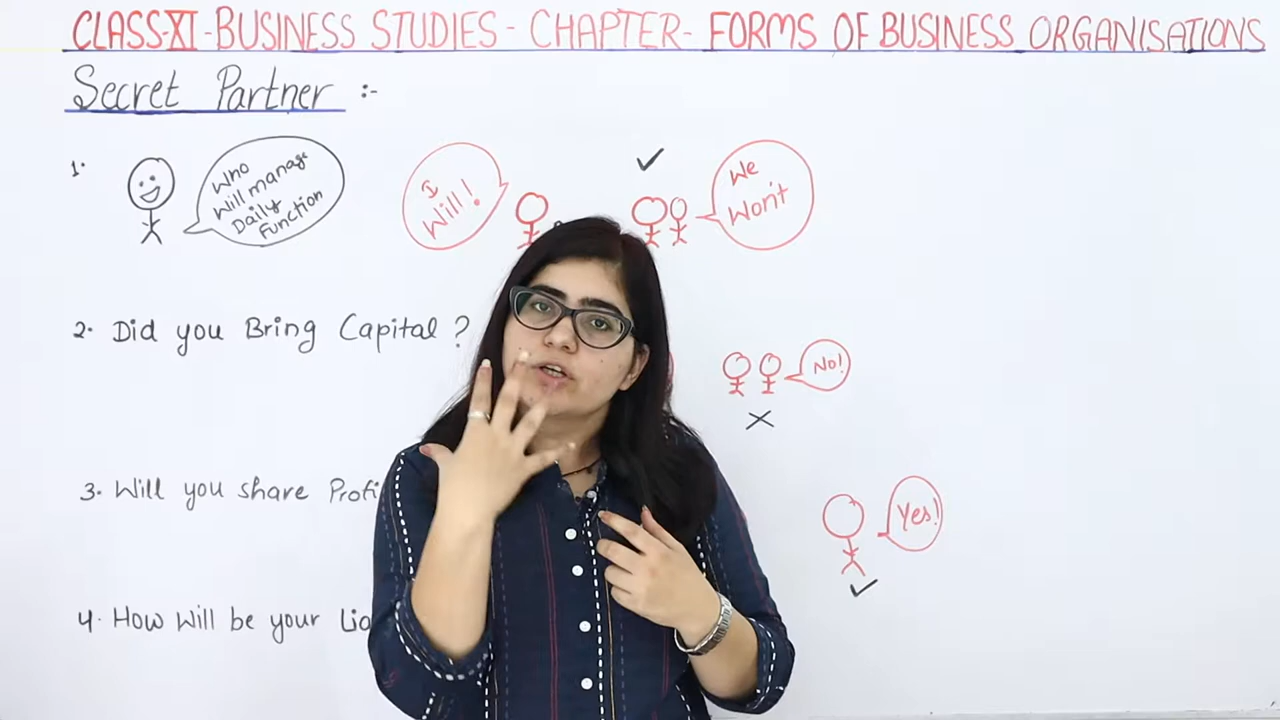 CLASS-XI-BUSINESS STUDIES - CHAPTER- FORMS OF BUSINESS ORGANISATIONS
Secret Partner :-
1.
Who
Will manage
Daily
Function
I
Will!
We
Won't
2. Did you Bring Capital ?
No!
3. Will you share
Yes!
4. How Will be your